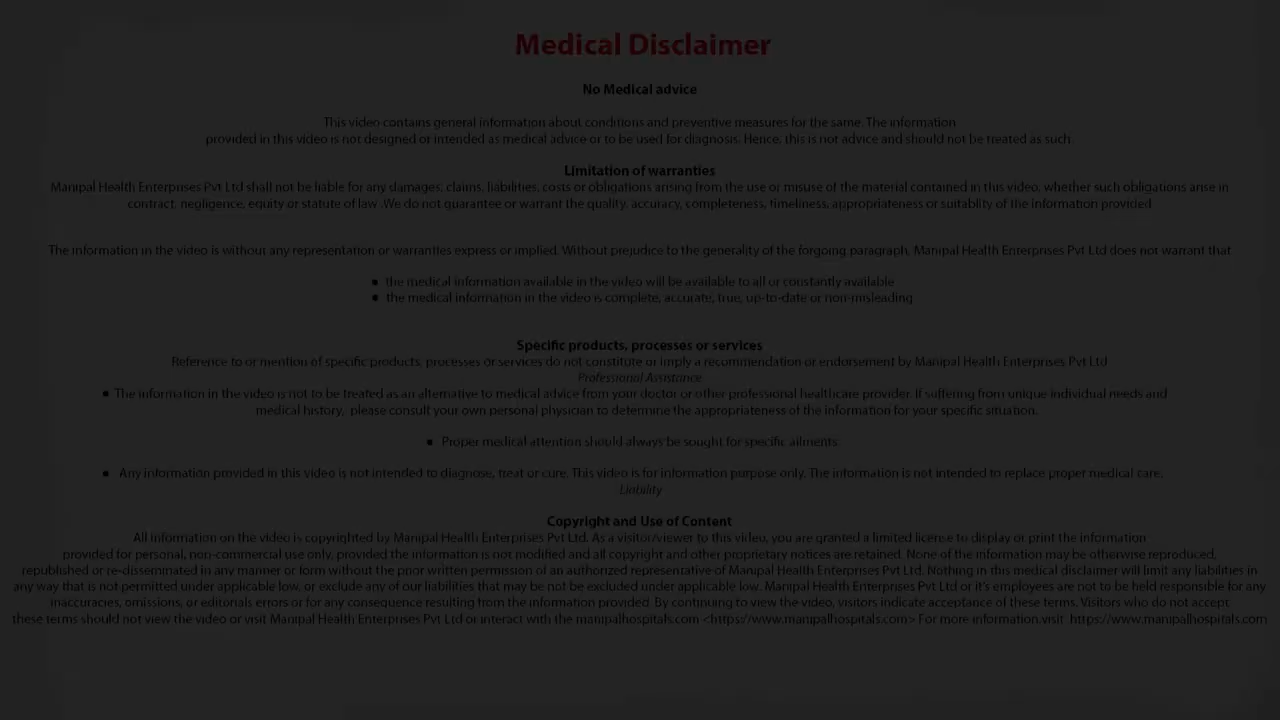 Medical Disclaimer
No Medical advice
This video contains general information about conditions and preventive measures for the same. The information
provided in this video is not designed or intended as medical advice or to be used for diagnosis. Hence, this is not advice and should not be treated as such.
Limitation of warranties
Manipal Health Enterprises Pvt Ltd shall not be liable for any damages, claims, liabilities, costs or obligations arising from the use or misuse of the material contained in this video, whether such obligations arise in
contract, negligence, equity or statute of law .We do not guarantee or warrant the quality, accuracy, completeness, timeliness, appropriateness or suitablity of the information provided
The information in the video is without any representation or warranties express or implied. Without prejudice to the generality of the forgoing paragraph, Manipal Health Enterprises Pvt Ltd does not warrant that
● the medical information available in the video will be available to all or constantly available
● the medical information in the video is complete, accurate, true, up-to-date or non-misleading
Specific products, processes or services
Reference to or mention of specific products, processes or services do not constitute or imply a recommendation or endorsement by Manipal Health Enterprises Pvt Ltd
Professional Assistance
● The information in the video is not to be treated as an alternative to medical advice from your doctor or other professional healthcare provider. If suffering from unique individual needs and
medical history, please consult your own personal physician to determine the appropriateness of the information for your specific situation.
● Proper medical attention should always be sought for specific ailments
● Any information provided in this video is not intended to diagnose, treat or cure. This video is for information purpose only. The information is not intended to replace proper medical care.
Liability
Copyright and Use of Content
All information on the video is copyrighted by Manipal Health Enterprises Pvt Ltd. As a visitor/viewer to this video, you are granted a limited license to display or print the information
provided for personal, non-commercial use only, provided the information is not modified and all copyright and other proprietary notices are retained. None of the information may be otherwise reproduced,
republished or re-dissemated in any manner or form without the prior written permission of an authorized representative of Manipal Health Enterprises Pvt Ltd. Nothing in this medical disclaimer will limit any liabilities in
any way that is not permitted under applicable low, or exclude any of our liabilities that may be not be excluded under applicable low. Manipal Health Enterprises Pvt Ltd or it's employees are not to be held responsible for any
inaccuracies, omissions, or editorials errors or for any consequence resulting from the information provided. By continuing to view the video, visitors indicate acceptance of these terms. Visitors who do not accept
these terms should not view the video or visit Manipal Health Enterprises Pvt Ltd or interact with the manipalhospitals.com <https://www.manipalhospitals.com> For more information.visit https://www.manipalhospitals.com